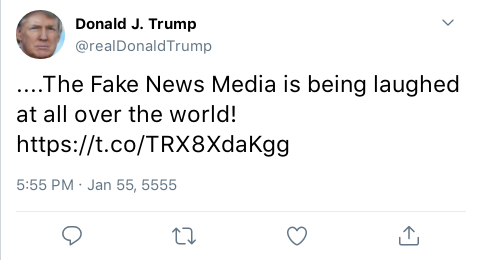 Donald J. Trump
@realDonaldTrump
....The Fake News Media is being laughed
at all over the world!
https://t.co/TRX8XdaKgg
5:55 PM · Jan 55, 5555